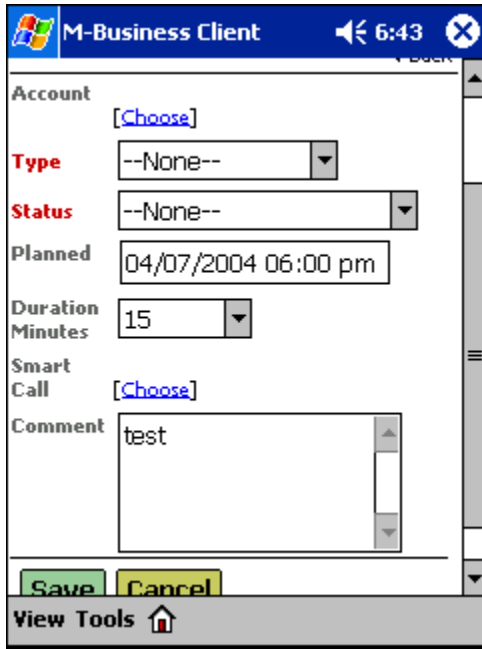 M-Business Client 6:43
Back
Account
[Choose]
Type --None--
Status --None--
Planned 04/07/2004 06:00 pm
Duration
Minutes 15
Smart
Call [Choose]
Comment test
Save Cancel
View Tools